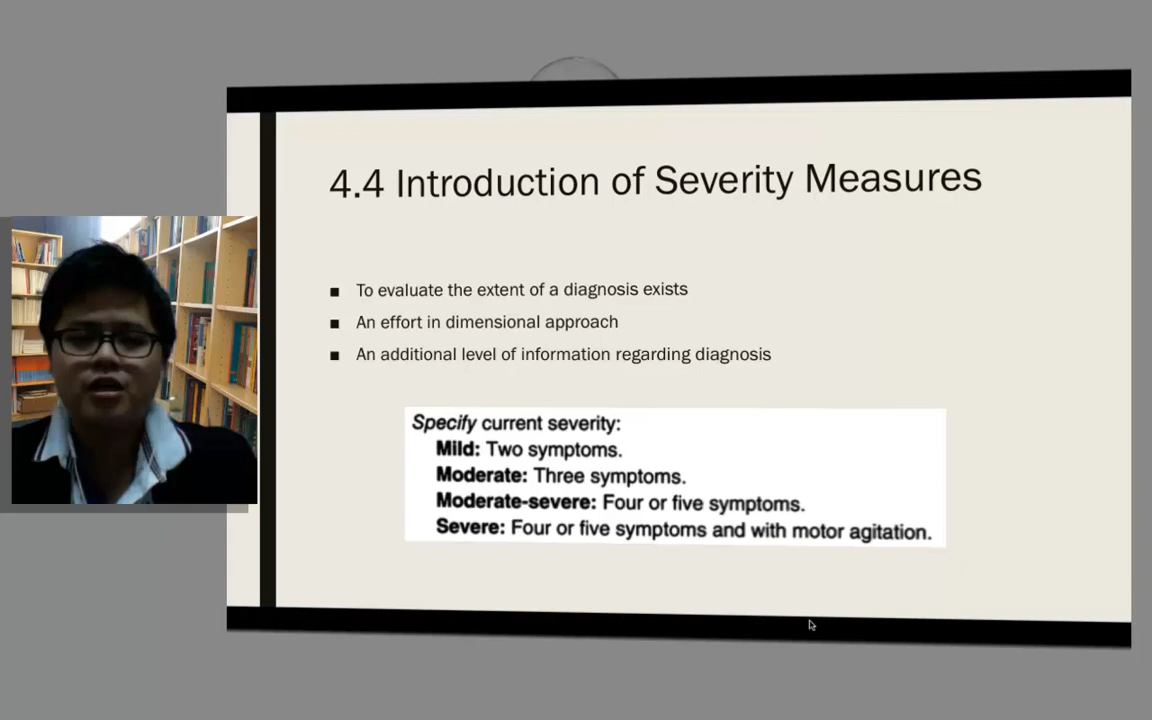 4.4 Introduction of Severity Measures
To evaluate the extent of a diagnosis exists
An effort in dimensional approach
An additional level of information regarding diagnosis
Specify current severity:
Mild: Two symptoms.
Moderate: Three symptoms.
Moderate-severe: Four or five symptoms.
Severe: Four or five symptoms and with motor agitation.